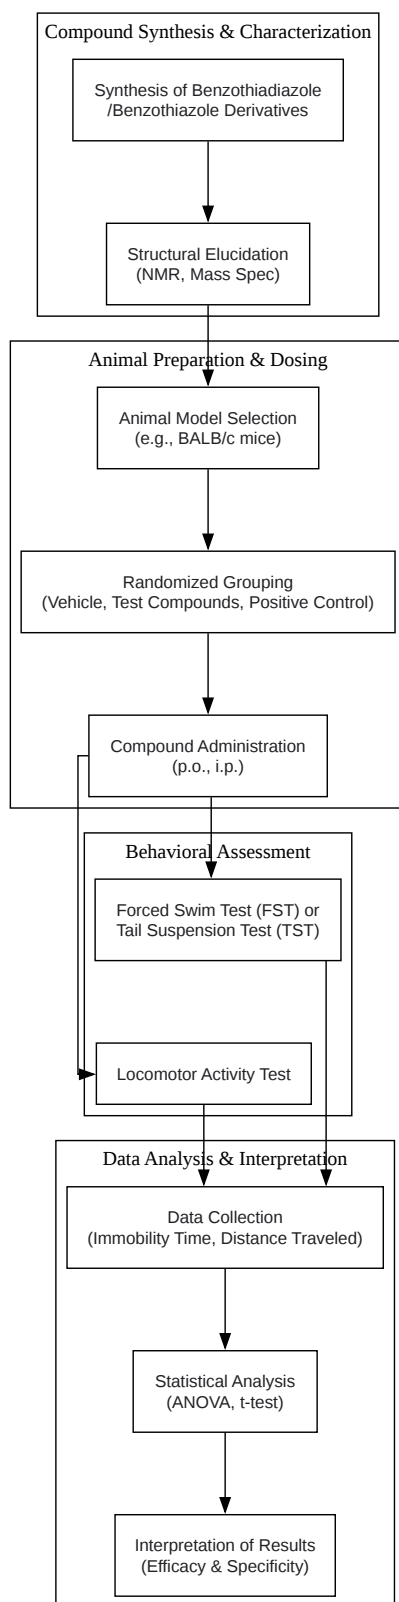 Compound Synthesis & Characterization
Synthesis of Benzothiadiazole
/Benzothiazole Derivatives
Structural Elucidation
(NMR, Mass Spec)
Animal Preparation & Dosing
Animal Model Selection
(e.g., BALB/c mice)
Randomized Grouping
(Vehicle, Test Compounds, Positive Control)
Compound Administration
(p.o., i.p.)
Behavioral Assessment
Forced Swim Test (FST) or
Tail Suspension Test (TST)
Locomotor Activity Test
Data Analysis & Interpretation
Data Collection
(Immobility Time, Distance Traveled)
Statistical Analysis
(ANOVA, t-test)
Interpretation of Results
(Efficacy & Specificity)